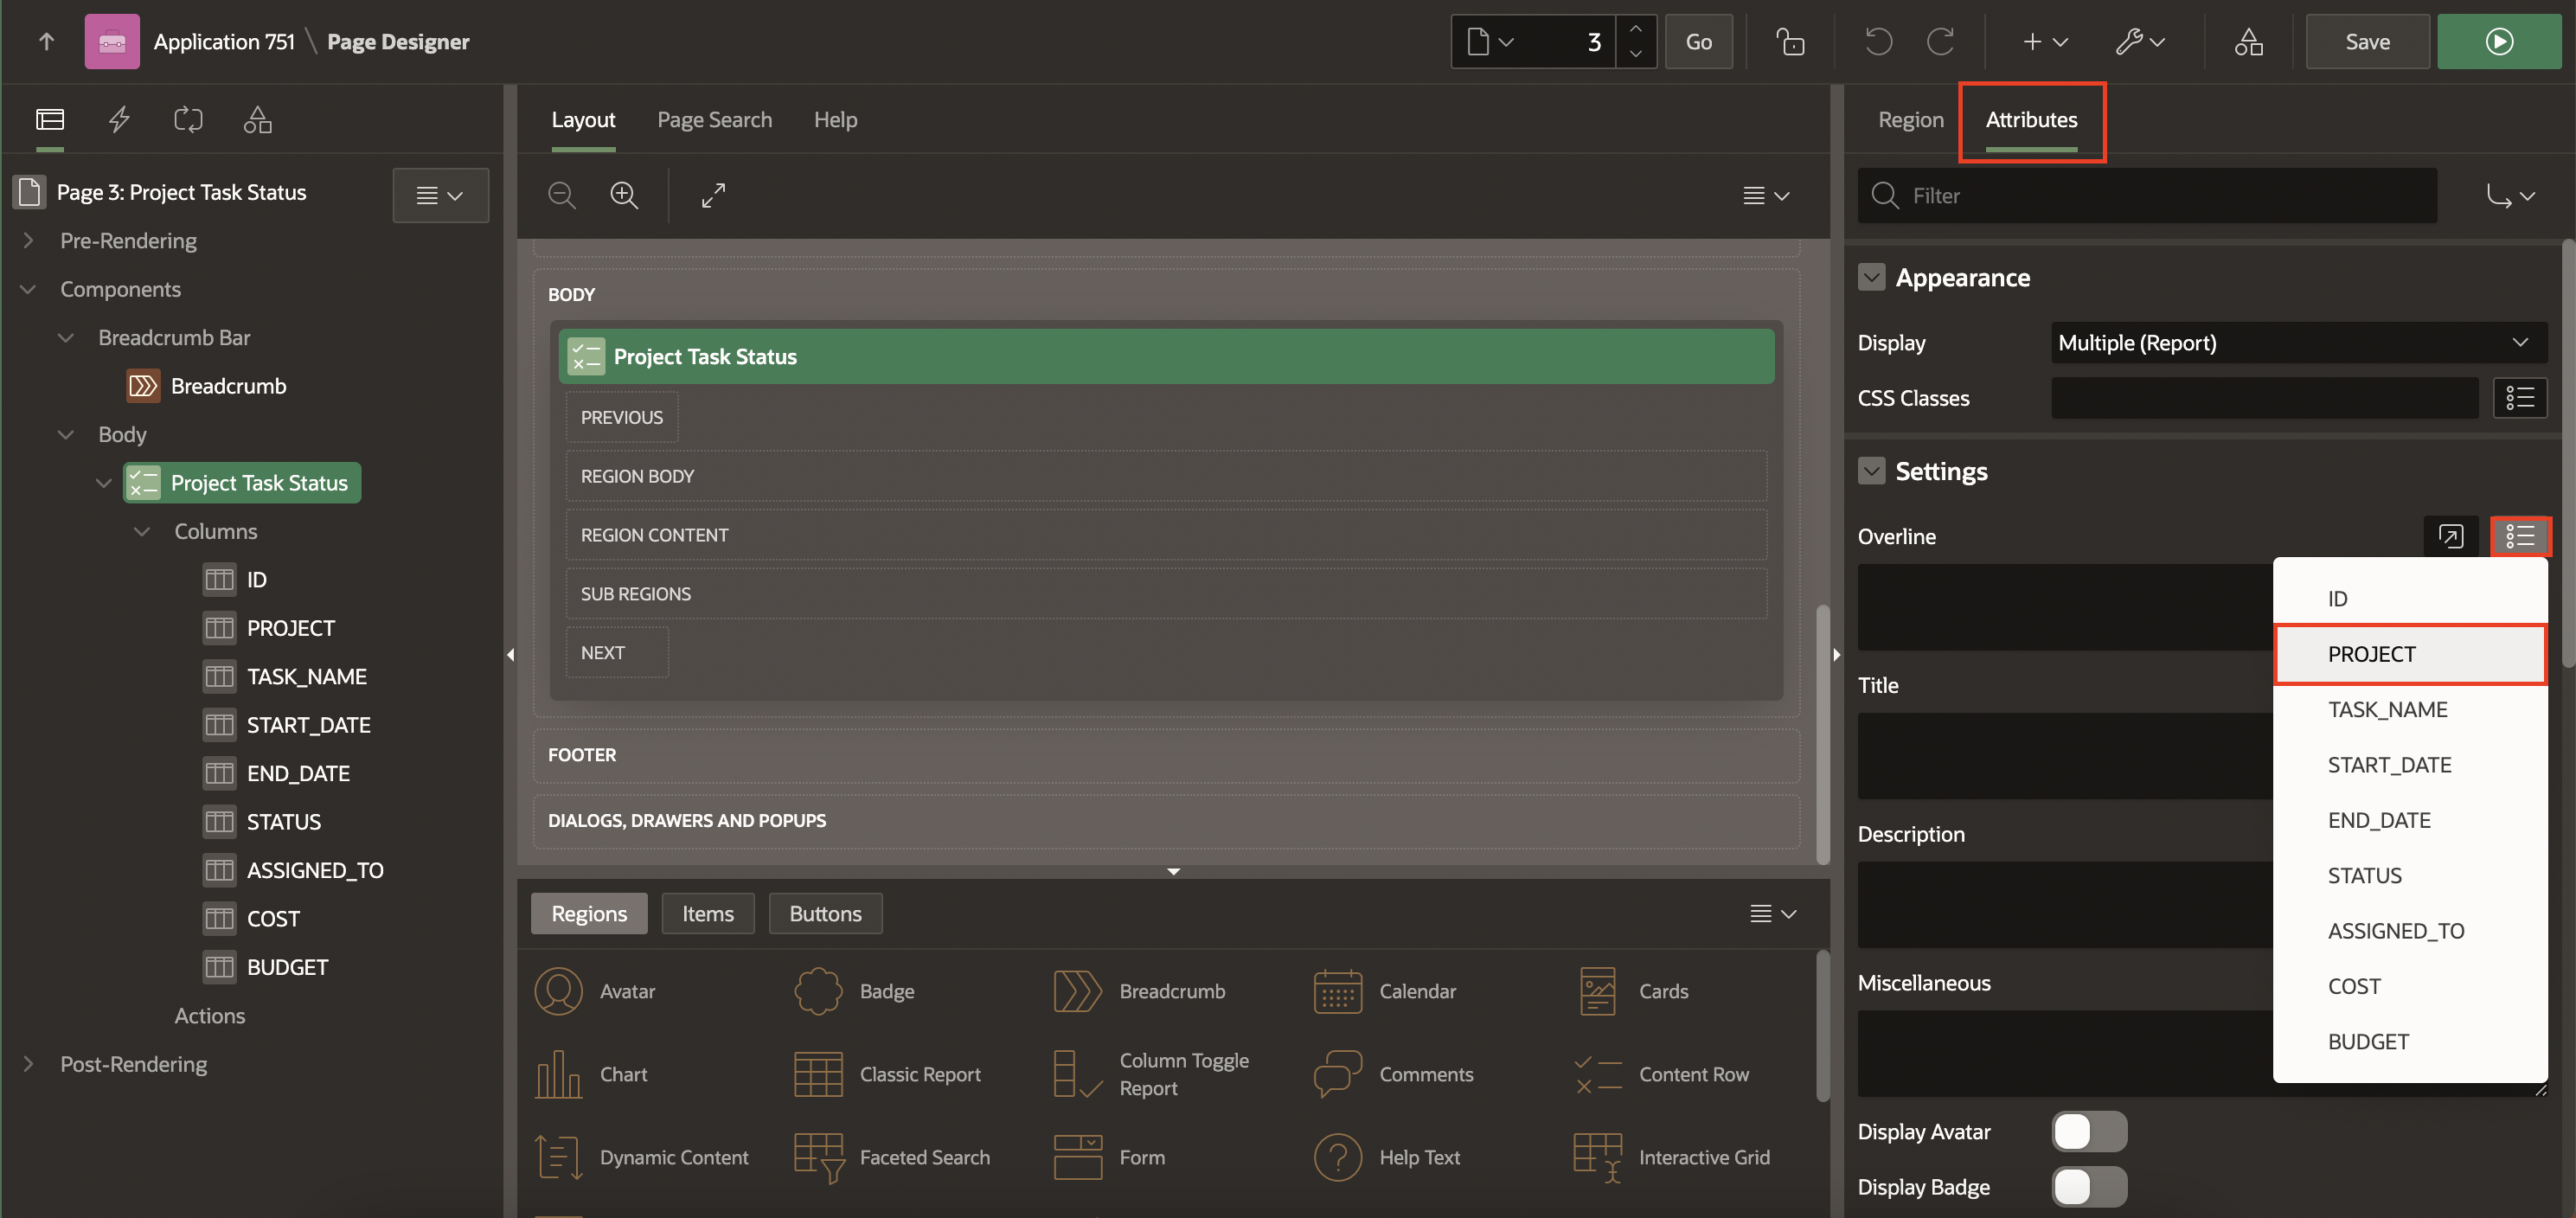 Application 751 \ Page Designer
3
Go
Save
Page 3: Project Task Status
Pre-Rendering
Components
Breadcrumb Bar
Breadcrumb
Body
Project Task Status
Columns
ID
PROJECT
TASK_NAME
START_DATE
END_DATE
STATUS
ASSIGNED_TO
COST
BUDGET
Actions
Post-Rendering
Layout
Page Search
Help
BODY
Project Task Status
PREVIOUS
REGION BODY
REGION CONTENT
SUB REGIONS
NEXT
FOOTER
DIALOGS, DRAWERS AND POPUPS
Regions
Items
Buttons
Avatar
Badge
Breadcrumb
Calendar
Cards
Chart
Classic Report
Column Toggle
Report
Comments
Content Row
Dynamic Content
Faceted Search
Form
Help Text
Interactive Grid
Region
Attributes
Filter
Appearance
Display
Multiple (Report)
CSS Classes
Settings
Overline
ID
PROJECT
TASK_NAME
START_DATE
END_DATE
STATUS
ASSIGNED_TO
COST
BUDGET
Title
Description
Miscellaneous
Display Avatar
Display Badge